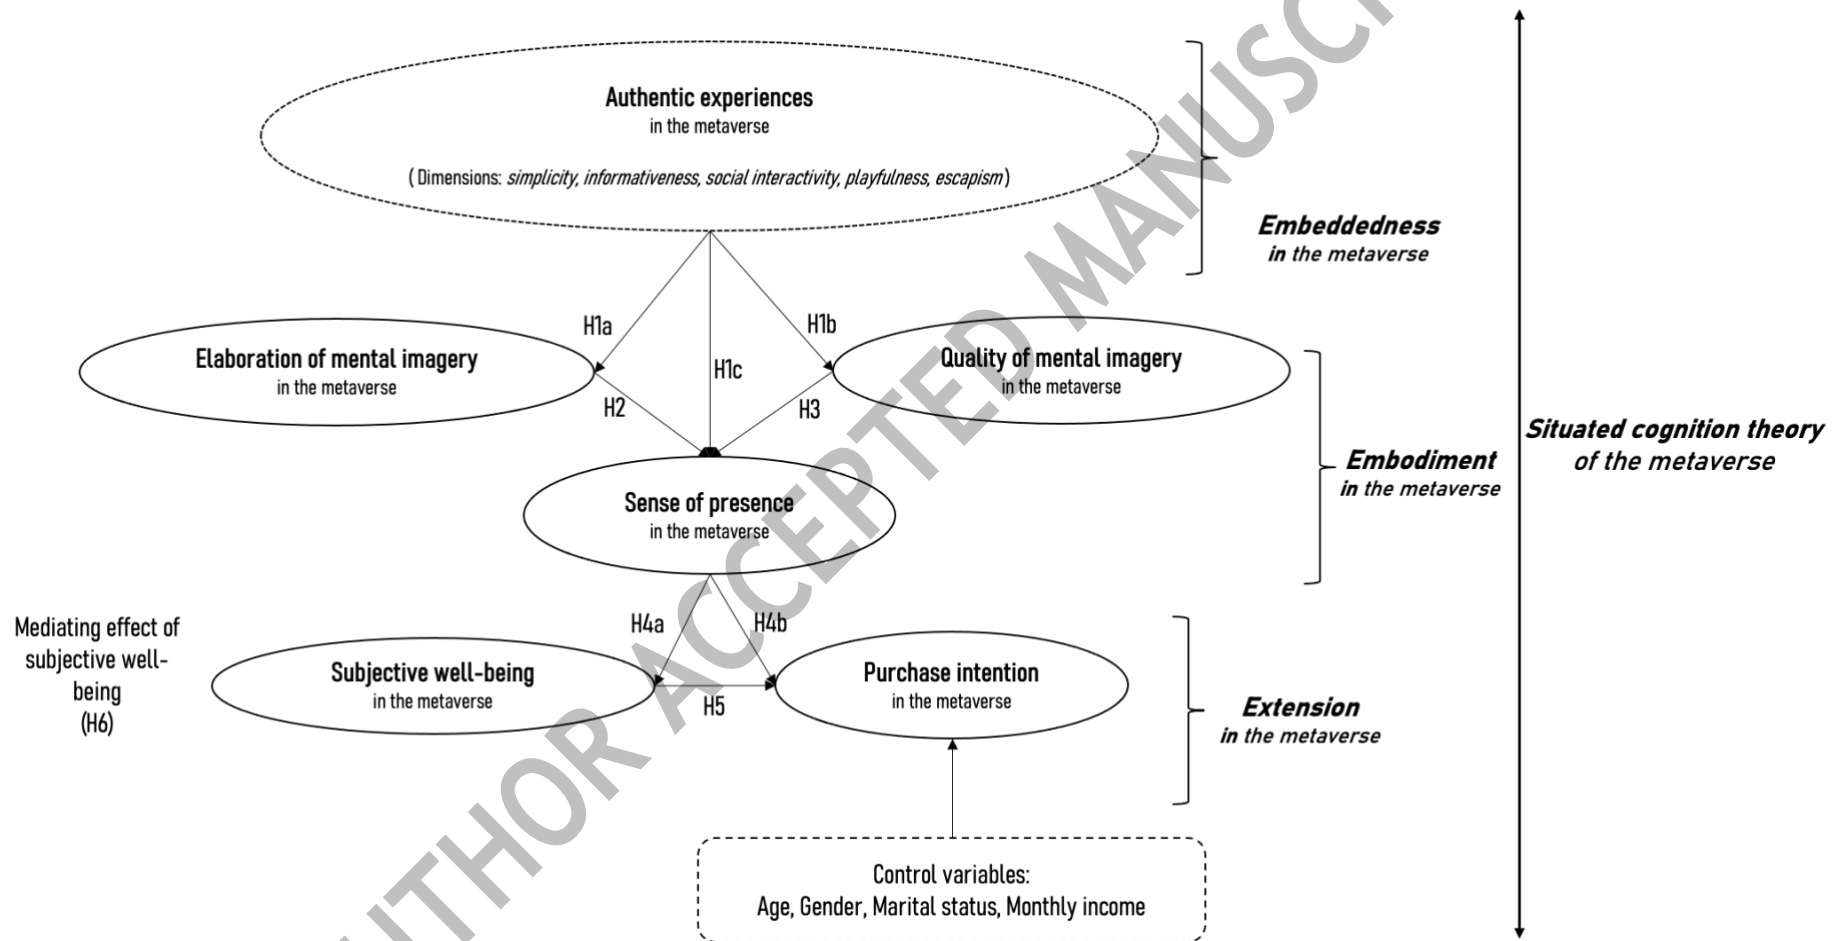 Authentic experiences
in the metaverse
( Dimensions: simplicity, informativeness, social interactivity, playfulness, escapism)
Embeddedness
in the metaverse
H1a
H1b
H1c
Elaboration of mental imagery
in the metaverse
Quality of mental imagery
in the metaverse
H2
H3
Situated cognition theory
of the metaverse
Embodiment
in the metaverse
Sense of presence
in the metaverse
Mediating effect of
subjective well-
being
(H6)
H4a
H4b
Subjective well-being
in the metaverse
H5
Purchase intention
in the metaverse
Extension
in the metaverse
Control variables:
Age, Gender, Marital status, Monthly income
UTHOR ACCEPTED MANUSC